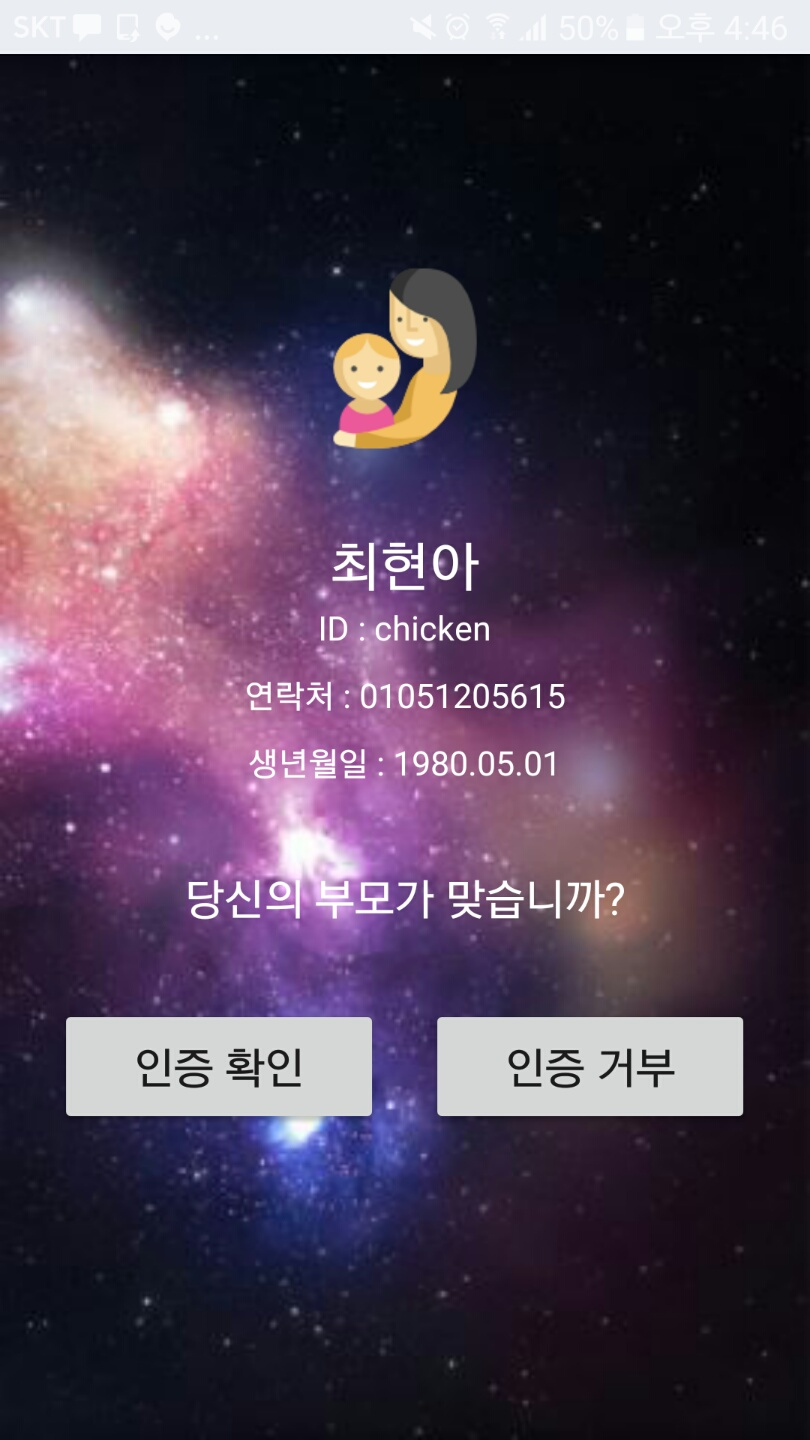 SKT ... 50% 오후 4:46
최현아
ID : chicken
연락처 : 01051205615
생년월일 : 1980.05.01
당신의 부모가 맞습니까?
인증 확인 인증 거부